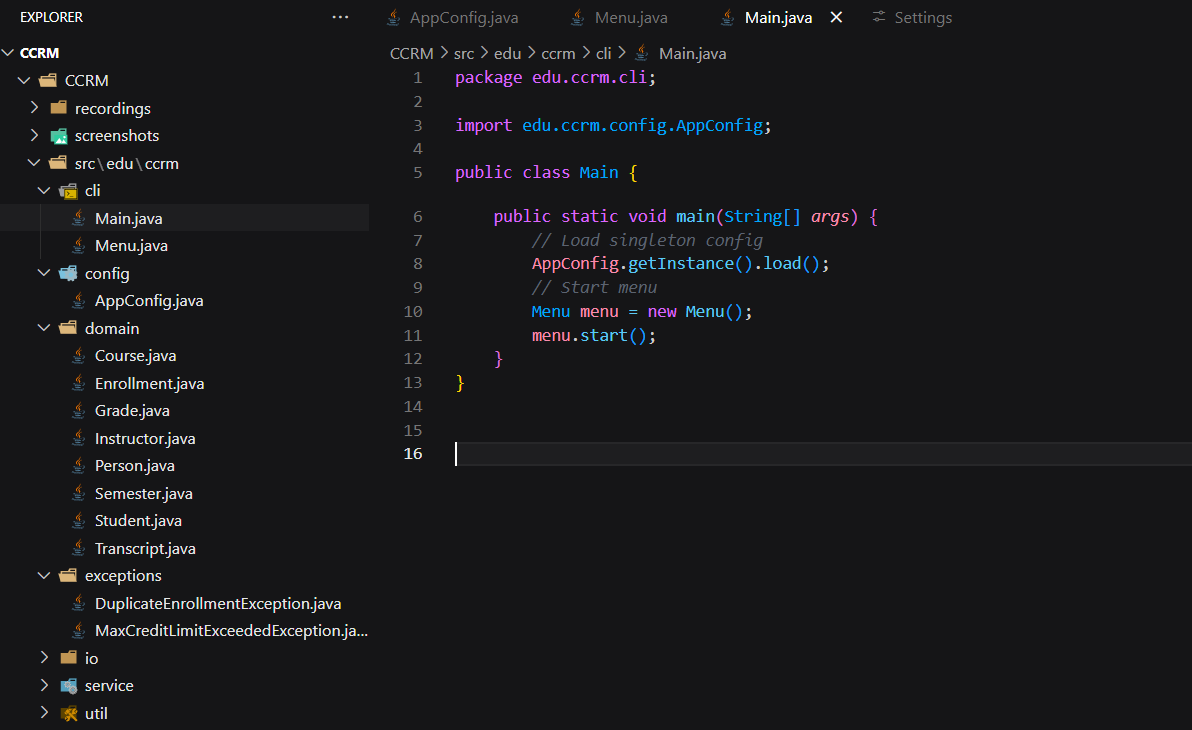 EXPLORER
···
CCRM
CCRM
recordings
screenshots
src\edu\ccrm
cli
Main.java
Menu.java
config
AppConfig.java
domain
Course.java
Enrollment.java
Grade.java
Instructor.java
Person.java
Semester.java
Student.java
Transcript.java
exceptions
DuplicateEnrollmentException.java
MaxCreditLimitExceededException.ja...
io
service
util
AppConfig.java Menu.java Main.java Settings
CCRM > src > edu > ccrm > cli > Main.java
1 package edu.ccrm.cli;
2
3 import edu.ccrm.config.AppConfig;
4
5 public class Main {
6 public static void main(String[] args) {
7 // Load singleton config
8 AppConfig.getInstance().load();
9 // Start menu
10 Menu menu = new Menu();
11 menu.start();
12 }
13 }
14
15
16